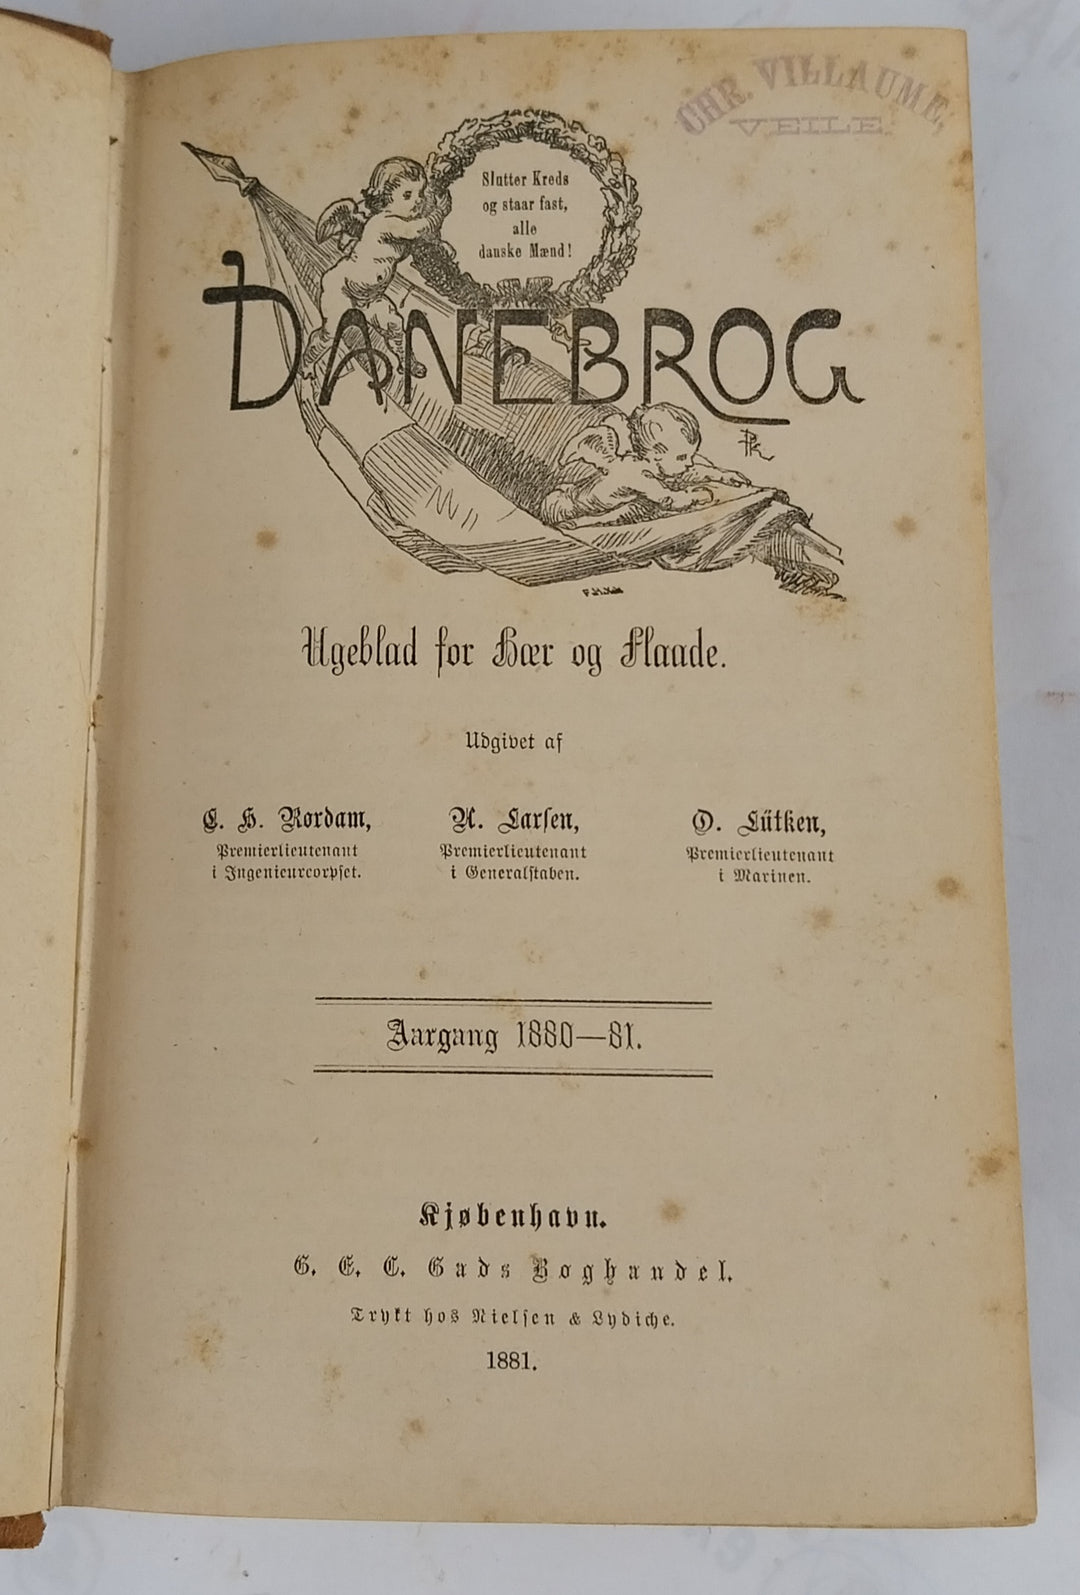 CHR. VILLAUME,
VEILE
Slutter Kreds
og staar fast,
alle
danske Mænd!
DANEBROG
Ugeblad for Hær og Flaade.
Udgivet af
C. H. Rørdam,
Premierlieutenant
i Ingenieurcorpset.
A. Larsen,
Premierlieutenant
i Generalstaben.
O. Lütken,
Premierlieutenant
i Marinen.
Aargang 1880—81.
Kjøbenhavn.
G. E. C. Gads Boghandel.
Trykt hos Nielsen & Lydiche.
1881.